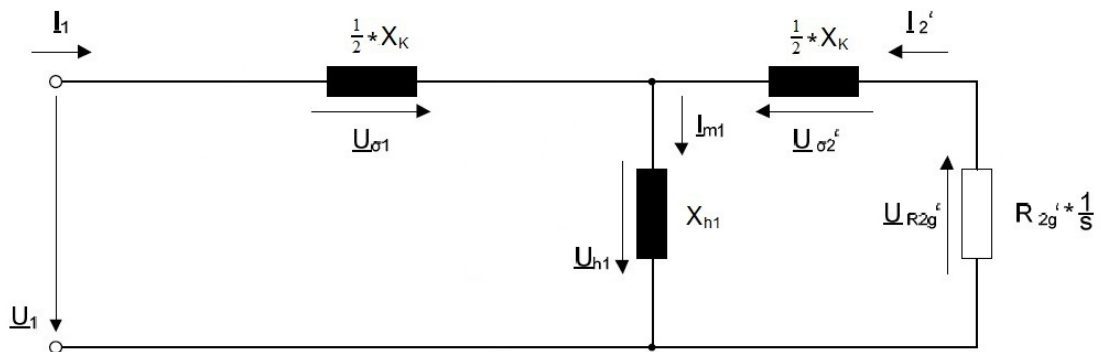 I1
1/2 * XK
1/2 * XK
I2‘
Uσ1
Im1
Uσ2‘
Uh1
Xh1
UR2g‘
R2g‘ * 1/s
U1